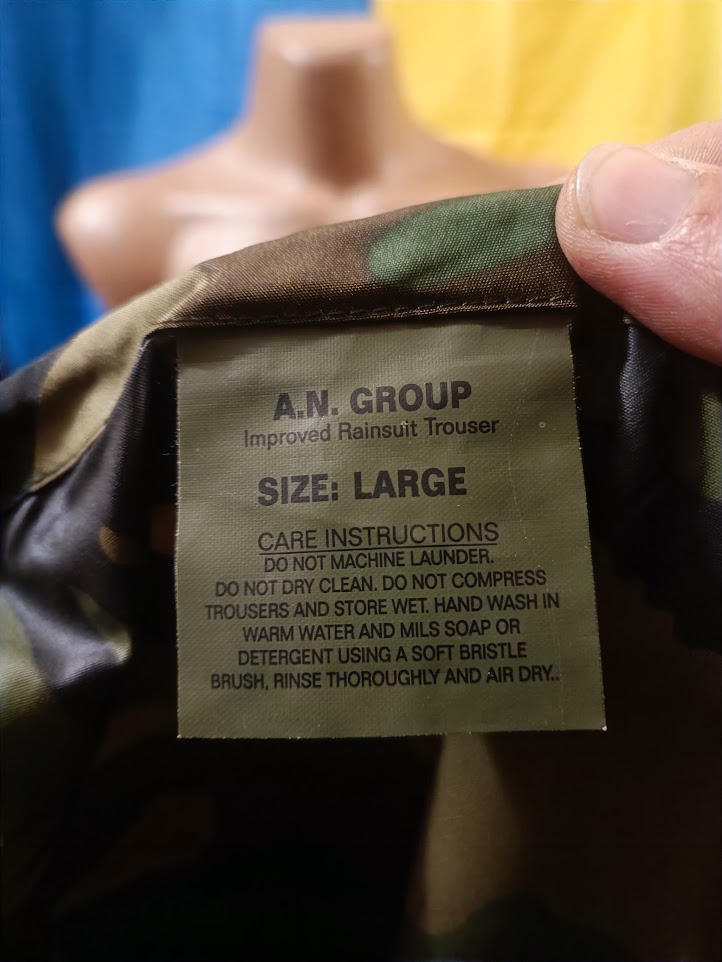 A.N. GROUP
Improved Rainsuit Trouser
SIZE: LARGE
CARE INSTRUCTIONS
DO NOT MACHINE LAUNDER.
DO NOT DRY CLEAN. DO NOT COMPRESS
TROUSERS AND STORE WET. HAND WASH IN
WARM WATER AND MILS SOAP OR
DETERGENT USING A SOFT BRISTLE
BRUSH, RINSE THOROUGHLY AND AIR DRY..